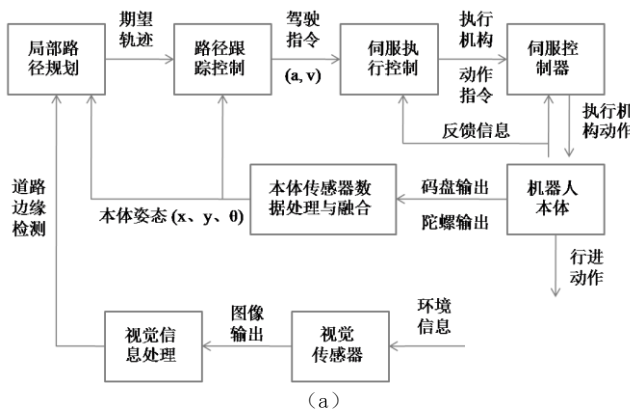 局部路
径规划
期望
轨迹
路径跟
踪控制
驾驶
指令
(a, v)
伺服执
行控制
执行
机构
动作
指令
伺服控
制器
反馈信息
执行机
构动作
道路
边缘
检测
本体姿态 (x、y、θ)
本体传感器数
据处理与融合
码盘输出
陀螺输出
机器人
本体
行进
动作
视觉信
息处理
图像
输出
视觉
传感器
环境
信息
(a)